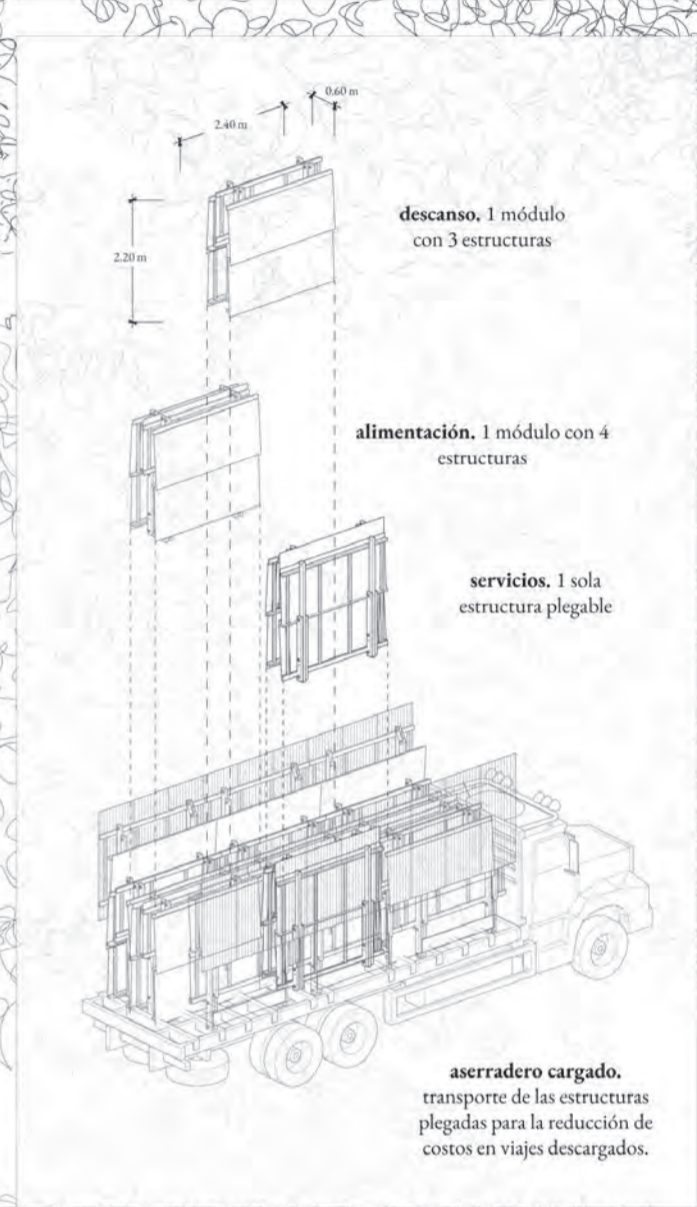 0.60 m
2.40 m
2.20 m
descanso. 1 módulo
con 3 estructuras
alimentación. 1 módulo con 4
estructuras
servicios. 1 sola
estructura plegable
aserradero cargado.
transporte de las estructuras
plegadas para la reducción de
costos en viajes descargados.